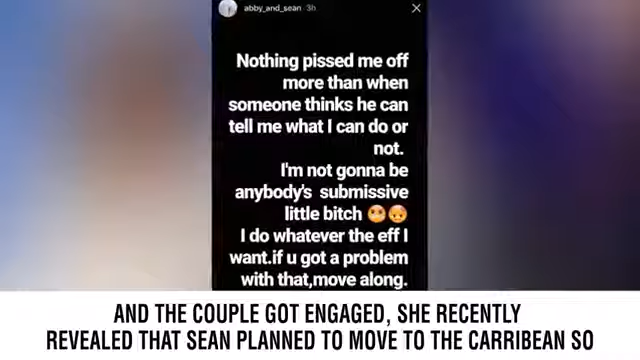 abby_and_sean 3h
Nothing pissed me off
more than when
someone thinks he can
tell me what I can do or
not.
I'm not gonna be
anybody's submissive
little bitch 😬🤕
I do whatever the eff I
want.if u got a problem
with that,move along.
AND THE COUPLE GOT ENGAGED, SHE RECENTLY
REVEALED THAT SEAN PLANNED TO MOVE TO THE CARRIBEAN SO